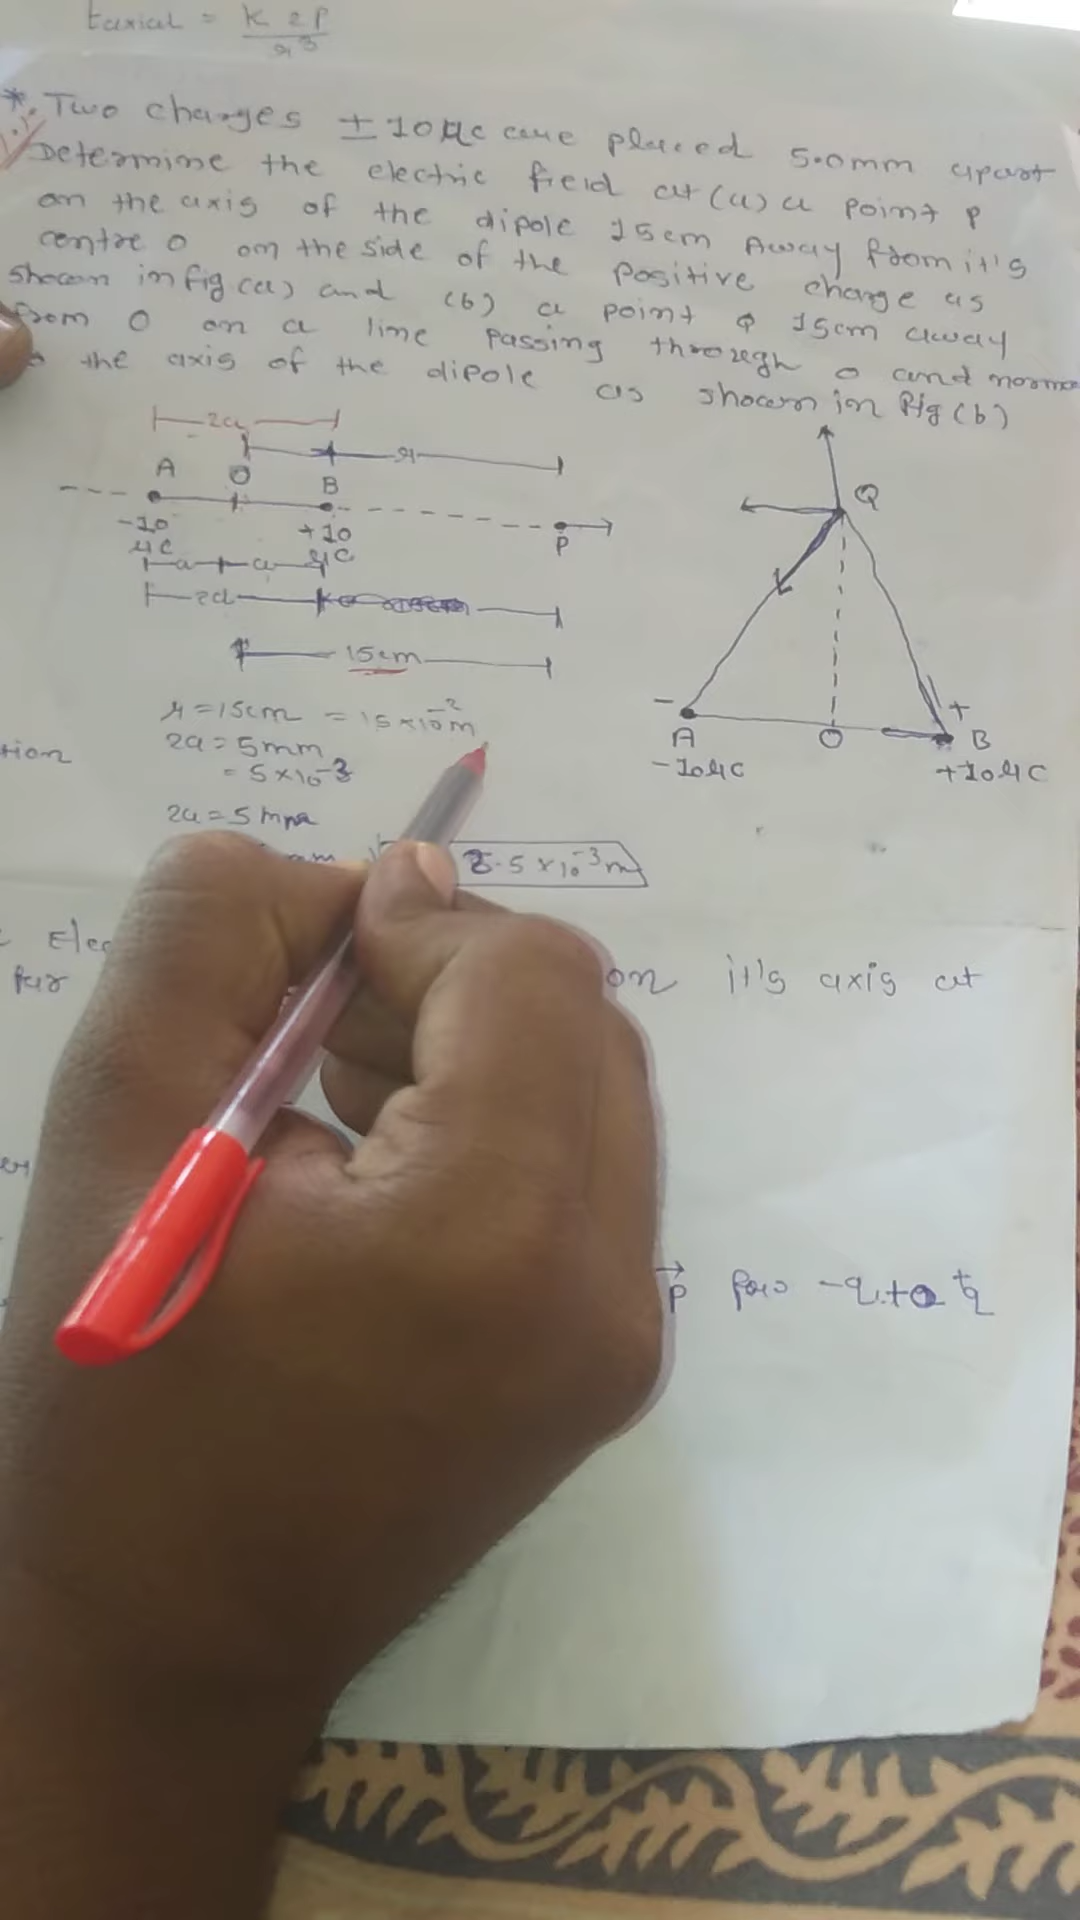 Eaxial = K 2P
r³
* Two charges ±10μc are placed 5.0mm apart
Determine the electric field at (a) a point p
on the axis of the dipole 15cm Away from it's
centre O on the side of the positive charge as
shown in fig (a) and (b) a point Q 15cm away
from O on a line passing through O and
the axis of the dipole as shown in fig (b)
2a
r
A O B
-10 μC
+10 μC
P
a a
2a
15cm
Q
- A
-10μC
O
+ B
+10μC
r = 15cm = 15×10⁻² m
2a = 5mm
= 5×10⁻³
2a = 5 mm
2.5 × 10⁻³ m
on it's axis at
far
P for -q to +q